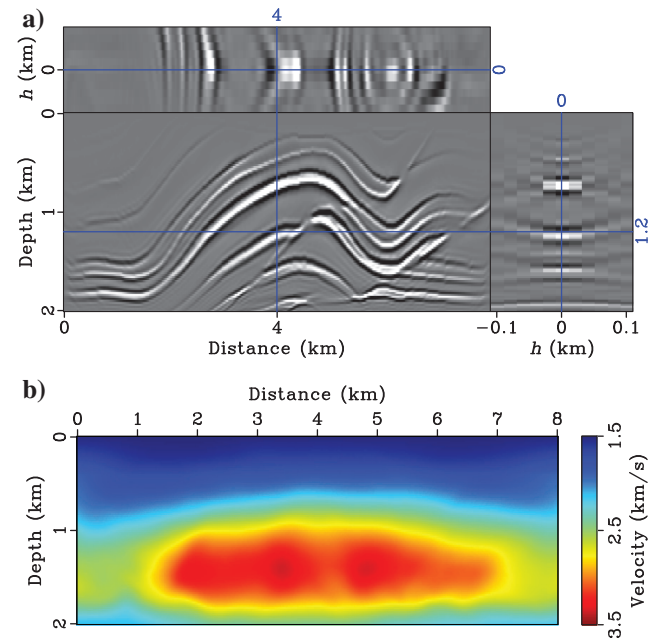 a)
4
h (km)
0
0
0
0
Depth (km)
1
1.2
2
0
4
−0.1
0
0.1
Distance (km)
h (km)
b)
Distance (km)
0 1 2 3 4 5 6 7 8
0
1.5
Depth (km)
1
2.5
Velocity (km/s)
2
3.5